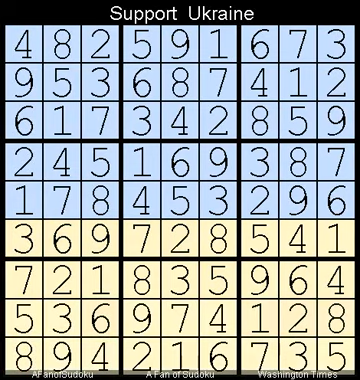 Support Ukraine
4 8 2 5 9 1 6 7 3
9 5 3 6 8 7 4 1 2
6 1 7 3 4 2 8 5 9
2 4 5 1 6 9 3 8 7
1 7 8 4 5 3 2 9 6
3 6 9 7 2 8 5 4 1
7 2 1 8 3 5 9 6 4
5 3 6 9 7 4 1 2 8
8 9 4 2 1 6 7 3 5
AFanofSudoku A Fan of Sudoku Washington Times